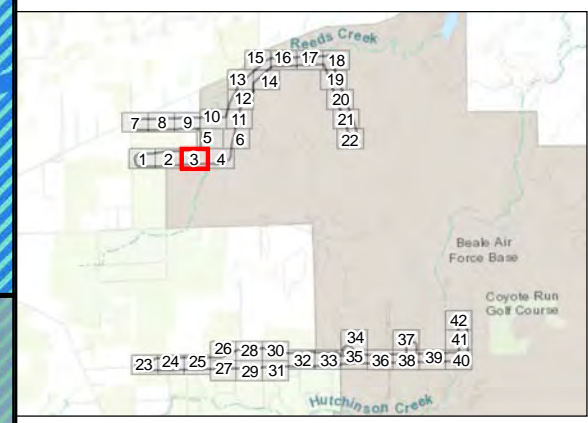 Reeds Creek
15 16 17 18
13 14 19
12 20
7 8 9 10 11 21
5 6 22
1 2 3 4
Beale Air
Force Base
Coyote Run
Golf Course
42
34 37 41
26 28 30
23 24 25 32 33 35 36 38 39 40
27 29 31
Hutchinson Creek